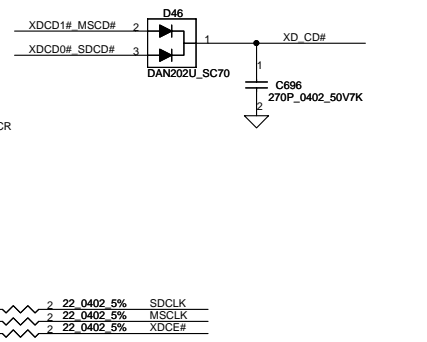 D46
XDCD1#_MSCD# 2
1 XD_CD#
XDCD0#_SDCD# 3
DAN202U_SC70
1
C696
270P_0402_50V7K
2
CR
2 22_0402_5% SDCLK
2 22_0402_5% MSCLK
2 22_0402_5% XDCE#